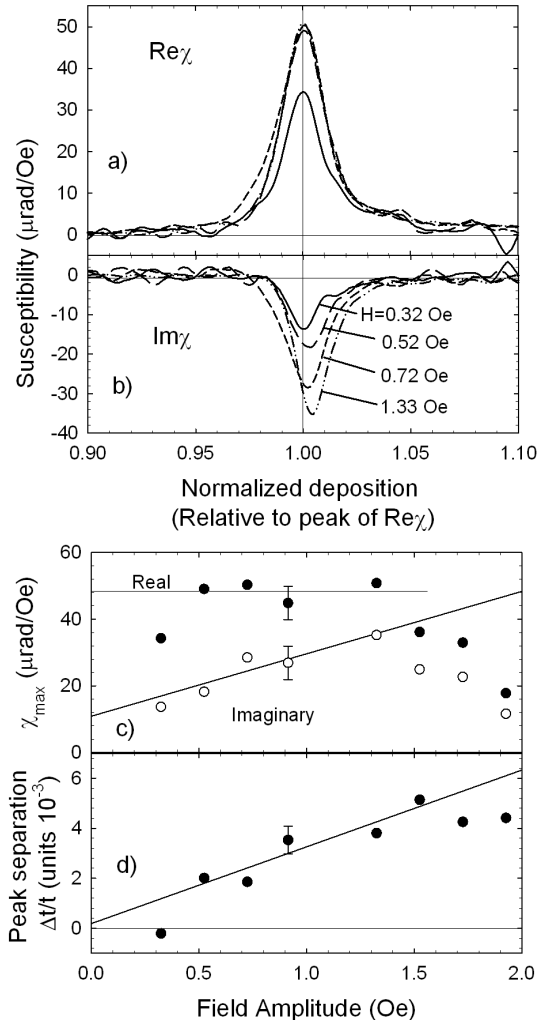 50
40
30
20
10
0
Reχ
a)
Susceptibility (μrad/Oe)
0
-10
-20
-30
-40
Imχ
b)
H=0.32 Oe
0.52 Oe
0.72 Oe
1.33 Oe
0.90
0.95
1.00
1.05
1.10
Normalized deposition
(Relative to peak of Reχ)
60
40
20
0
χmax (μrad/Oe)
Real
Imaginary
c)
6
4
2
0
Peak separation
Δt/t (units 10-3)
d)
0.0
0.5
1.0
1.5
2.0
Field Amplitude (Oe)